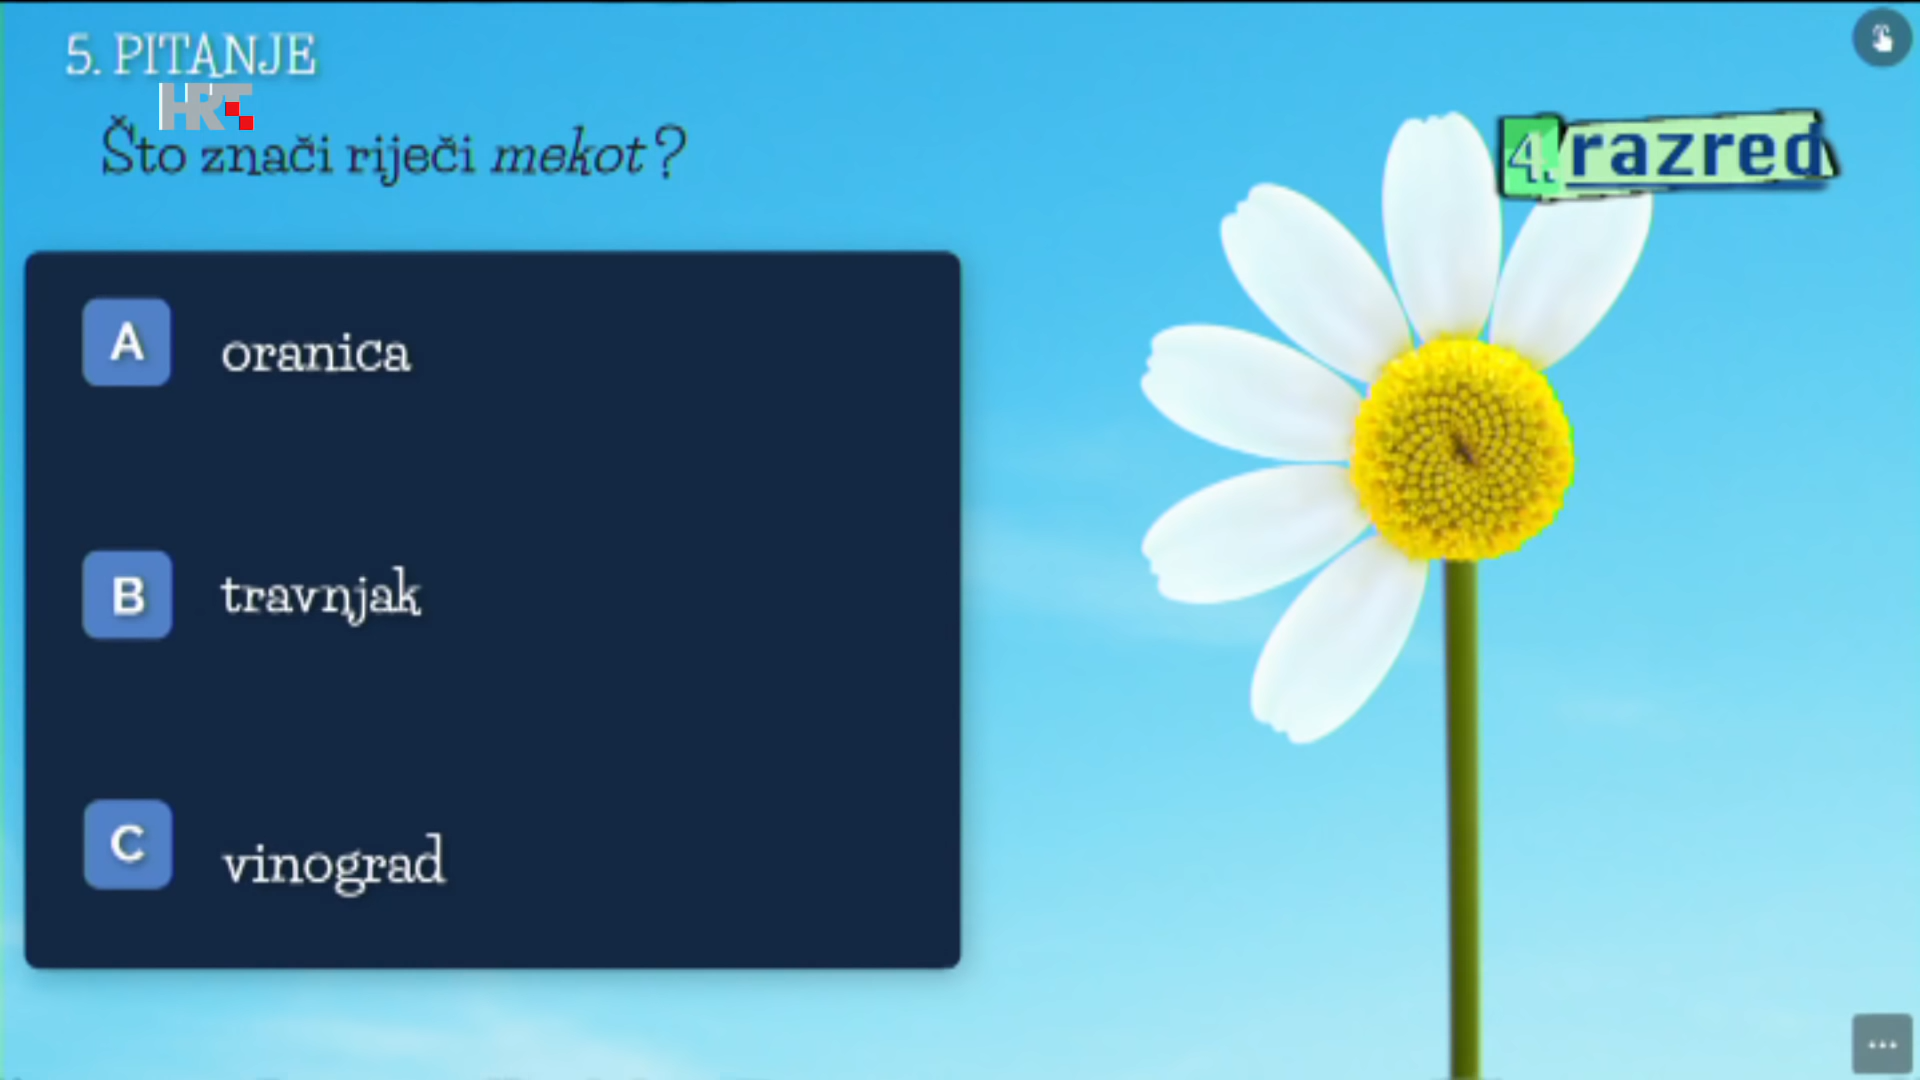 5. PITANJE
HRT
Što znači riječi mekot?
4. razred
A
oranica
B
travnjak
C
vinograd